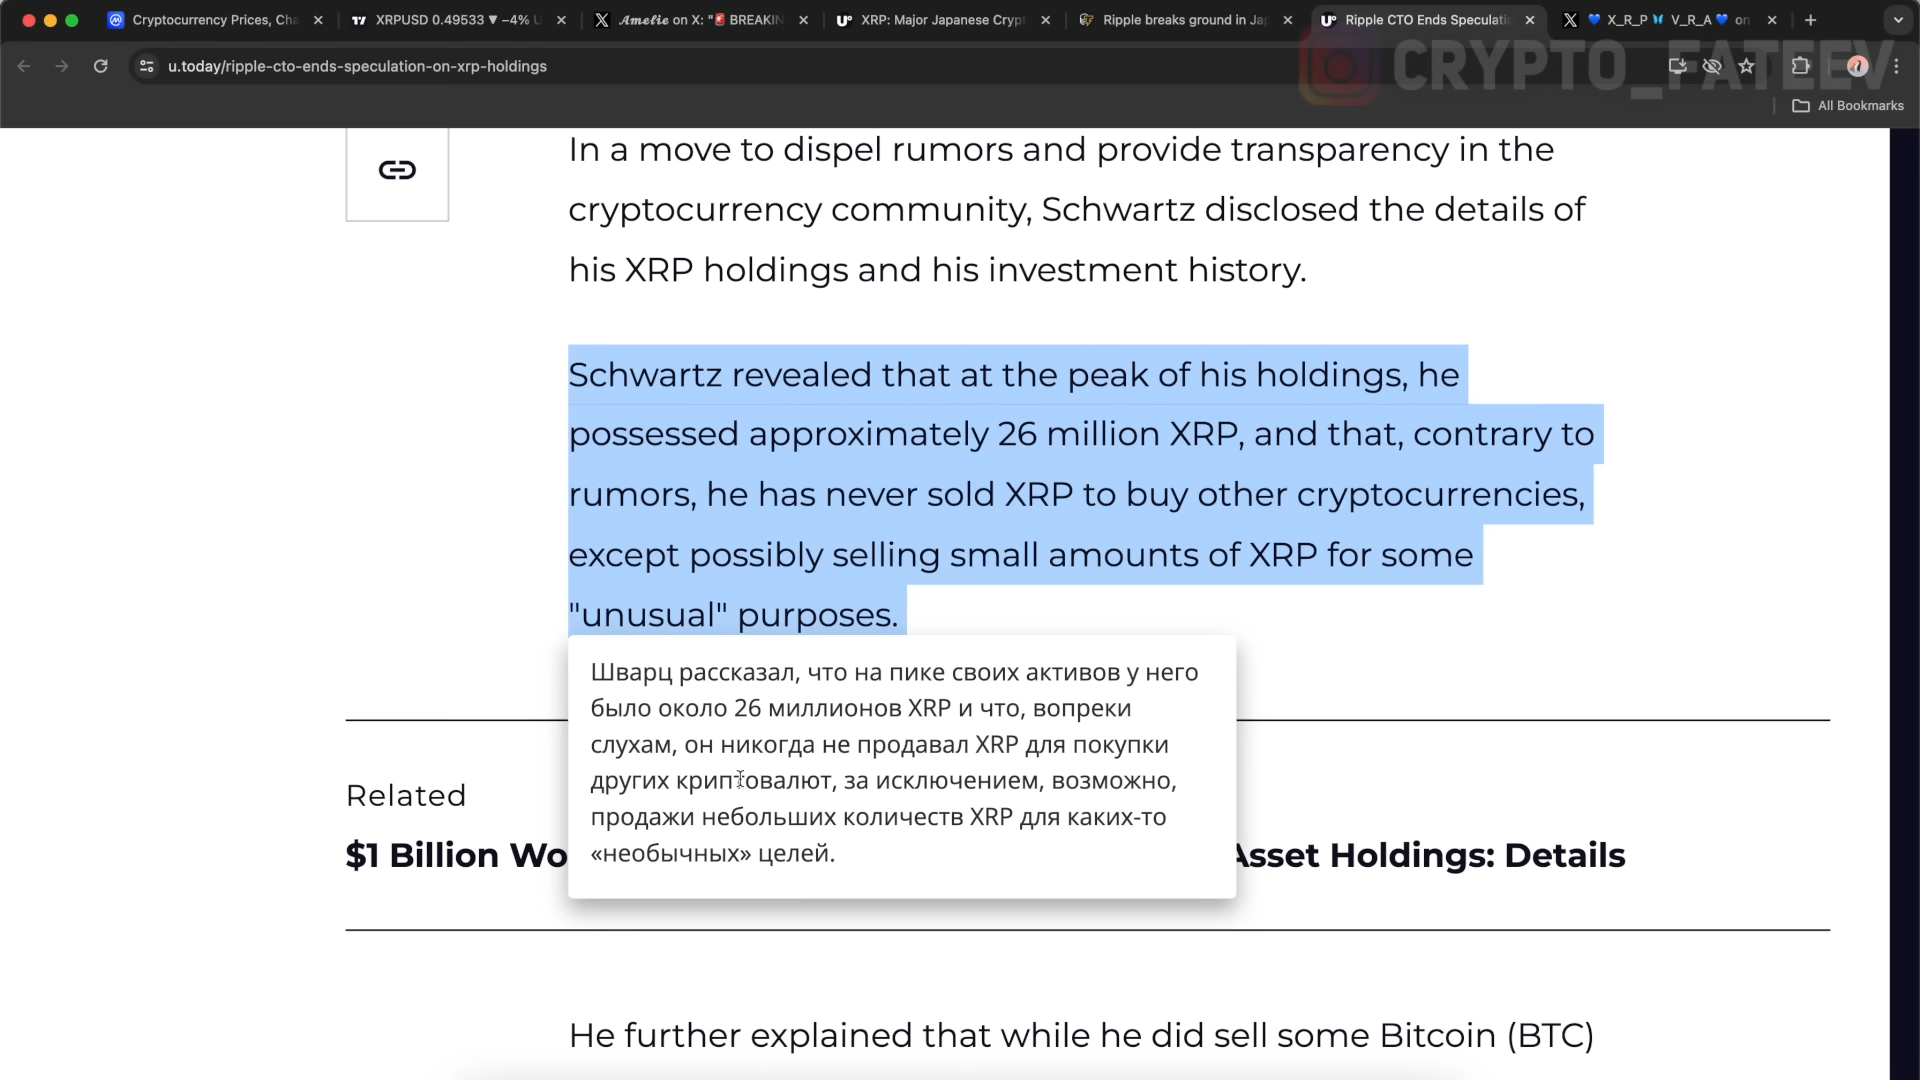 Cryptocurrency Prices, Cha
XRPUSD 0.49533 ▼ −4% U
𝑨𝒎𝒆𝒍𝒊𝒆 on X: "🚨 BREAKIN
XRP: Major Japanese Cryp
Ripple breaks ground in Ja
Ripple CTO Ends Speculati
💙 X_R_P 🦋 V_R_A 💙 on
u.today/ripple-cto-ends-speculation-on-xrp-holdings
CRYPTO_FATEEV
All Bookmarks
In a move to dispel rumors and provide transparency in the
cryptocurrency community, Schwartz disclosed the details of
his XRP holdings and his investment history.
Schwartz revealed that at the peak of his holdings, he
possessed approximately 26 million XRP, and that, contrary to
rumors, he has never sold XRP to buy other cryptocurrencies,
except possibly selling small amounts of XRP for some
"unusual" purposes.
Шварц рассказал, что на пике своих активов у него
было около 26 миллионов XRP и что, вопреки
слухам, он никогда не продавал XRP для покупки
других криптовалют, за исключением, возможно,
продажи небольших количеств XRP для каких-то
«необычных» целей.
Related
$1 Billion Wo Asset Holdings: Details
He further explained that while he did sell some Bitcoin (BTC)